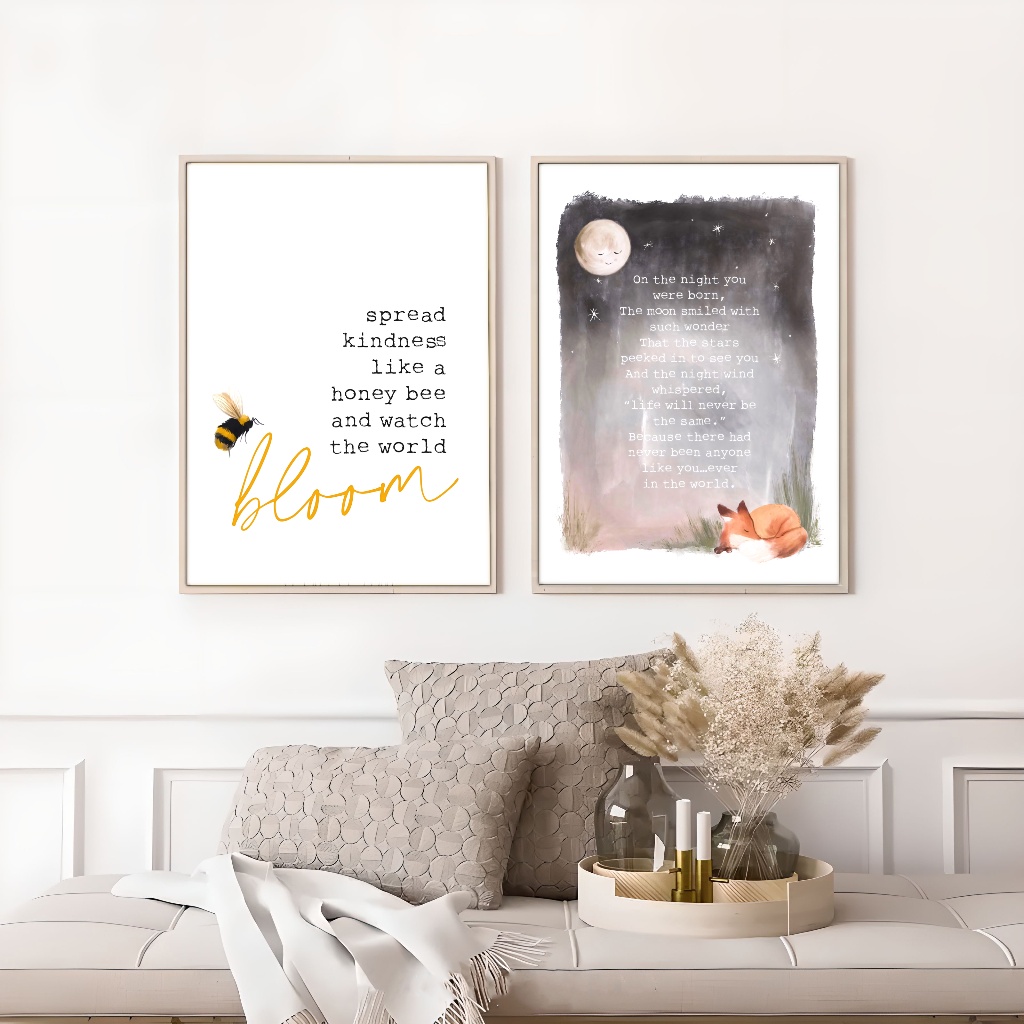 spread
kindness
like a
honey bee
and watch
the world
bloom
On the night you
were born,
The moon smiled with
such wonder
That the stars
peeked in to see you
And the night wind
whispered,
"life will never be
the same."
Because there had
never been anyone
like you...ever
in the world.